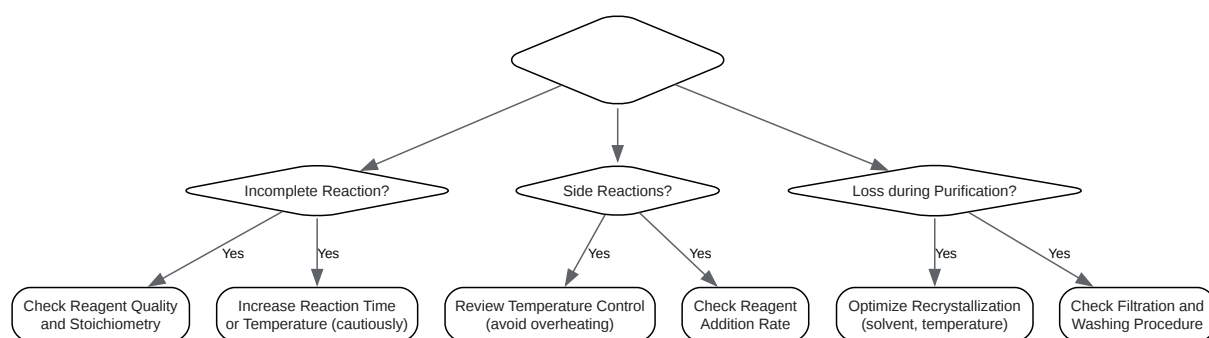 Incomplete Reaction?
Side Reactions?
Loss during Purification?
Yes
Yes
Yes
Yes
Yes
Yes
Check Reagent Quality
and Stoichiometry
Increase Reaction Time
or Temperature (cautiously)
Review Temperature Control
(avoid overheating)
Check Reagent
Addition Rate
Optimize Recrystallization
(solvent, temperature)
Check Filtration and
Washing Procedure